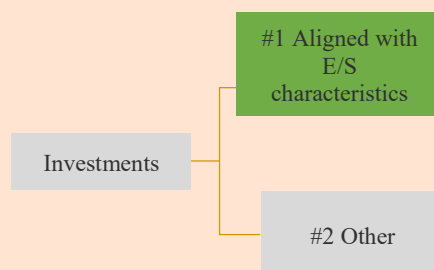 #1 Aligned with
E/S
characteristics
Investments
#2 Other